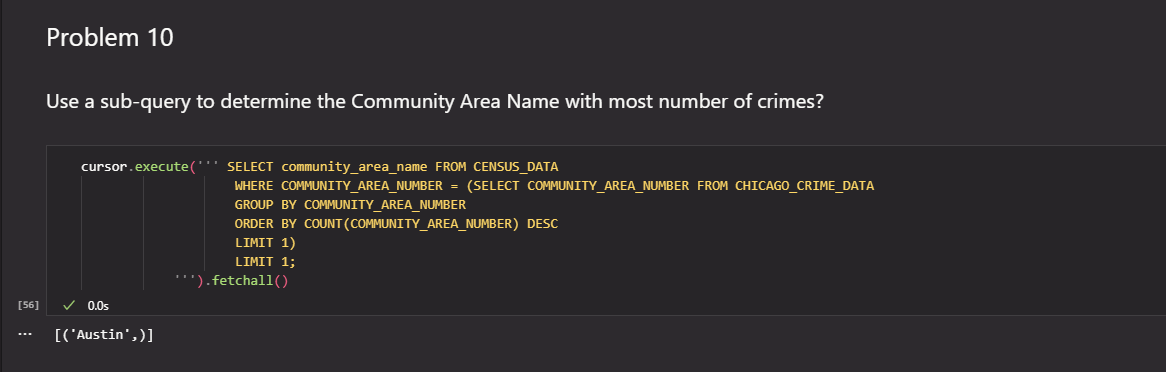 Problem 10
Use a sub-query to determine the Community Area Name with most number of crimes?
cursor.execute(''' SELECT community_area_name FROM CENSUS_DATA
WHERE COMMUNITY_AREA_NUMBER = (SELECT COMMUNITY_AREA_NUMBER FROM CHICAGO_CRIME_DATA
GROUP BY COMMUNITY_AREA_NUMBER
ORDER BY COUNT(COMMUNITY_AREA_NUMBER) DESC
LIMIT 1)
LIMIT 1;
''').fetchall()
[56] ✓ 0.0s
··· [('Austin',)]